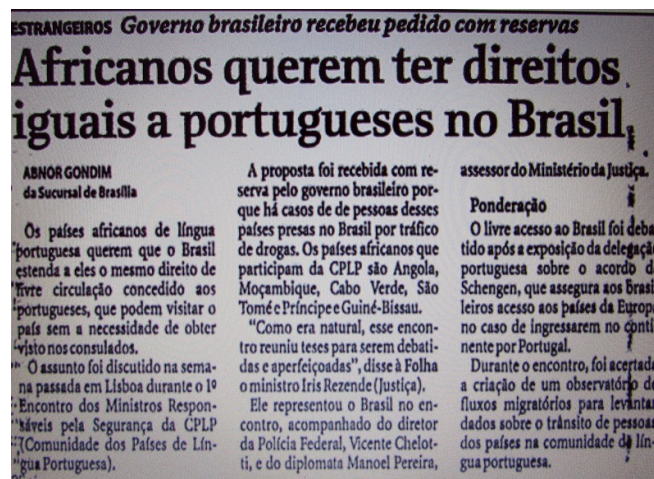 ESTRANGEIROS Governo brasileiro recebeu pedido com reservas
Africanos querem ter direitos
iguais a portugueses no Brasil
ABNOR GONDIM
da Sucursal de Brasília
Os países africanos de língua
portuguesa querem que o Brasil
estenda a eles o mesmo direito de
livre circulação concedido aos
portugueses, que podem visitar o
país sem a necessidade de obter
visto nos consulados.
O assunto foi discutido na sema-
na passada em Lisboa durante o 1º
Encontro dos Ministros Respon-
sáveis pela Segurança da CPLP
(Comunidade dos Países de Lín-
gua Portuguesa).
A proposta foi recebida com re-
serva pelo governo brasileiro por-
que há casos de de pessoas desses
países presas no Brasil por tráfico
de drogas. Os países africanos que
participam da CPLP são Angola,
Moçambique, Cabo Verde, São
Tomé e Príncipe e Guiné-Bissau.
"Como era natural, esse encon-
tro reuniu teses para serem debati-
das e aperfeiçoadas", disse à Folha
o ministro Iris Rezende (Justiça).
Ele representou o Brasil no en-
contro, acompanhado do diretor
da Polícia Federal, Vicente Chelot-
ti, e do diplomata Manoel Pereira,
assessor do Ministério da Justiça.
Ponderação
O livre acesso ao Brasil foi deba
tido após a exposição da delegação
portuguesa sobre o acordo de
Schengen, que assegura aos Brasi
leiros acesso aos países da Europa
no caso de ingressarem no conti
nente por Portugal.
Durante o encontro, foi acertada
a criação de um observatório de
fluxos migratórios para levantar
dados sobre o trânsito de pessoas
dos países na comunidade de lín-
gua portuguesa.